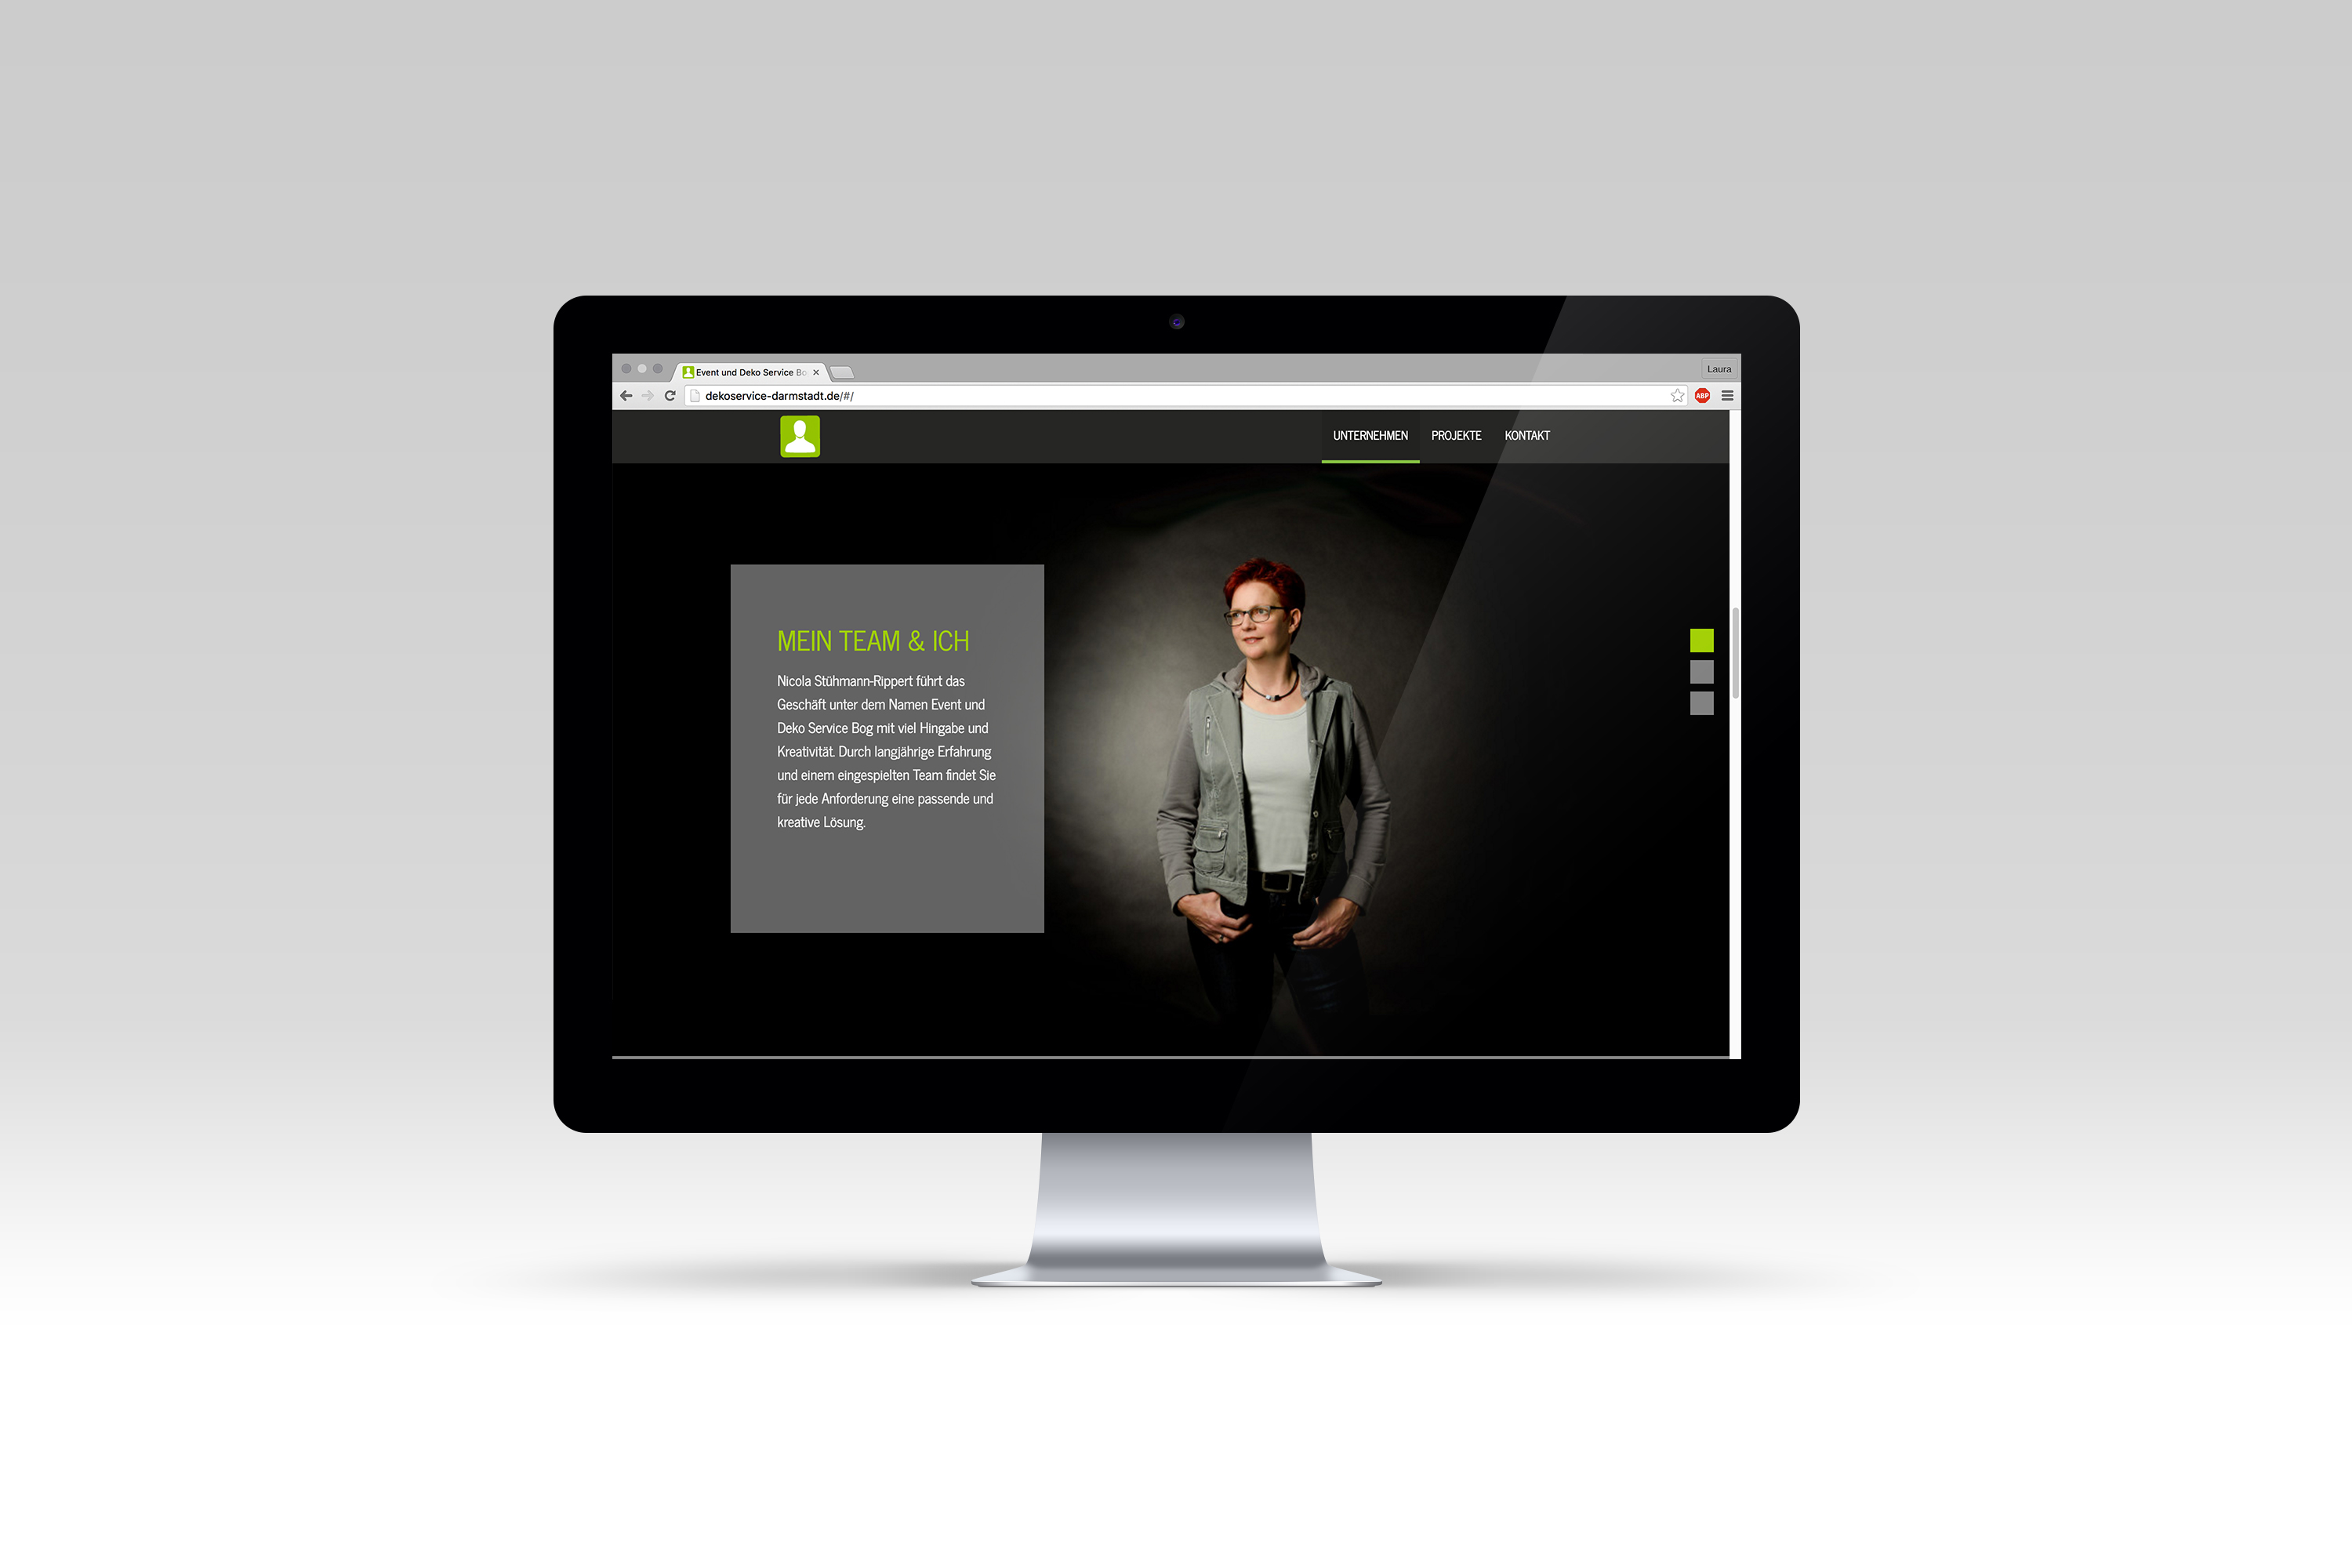 Event und Deko Service Bo
Laura
dekoservice-darmstadt.de/#/
ABP
UNTERNEHMEN PROJEKTE KONTAKT
MEIN TEAM & ICH
Nicola Stühmann-Rippert führt das
Geschäft unter dem Namen Event und
Deko Service Bog mit viel Hingabe und
Kreativität. Durch langjährige Erfahrung
und einem eingespielten Team findet Sie
für jede Anforderung eine passende und
kreative Lösung.